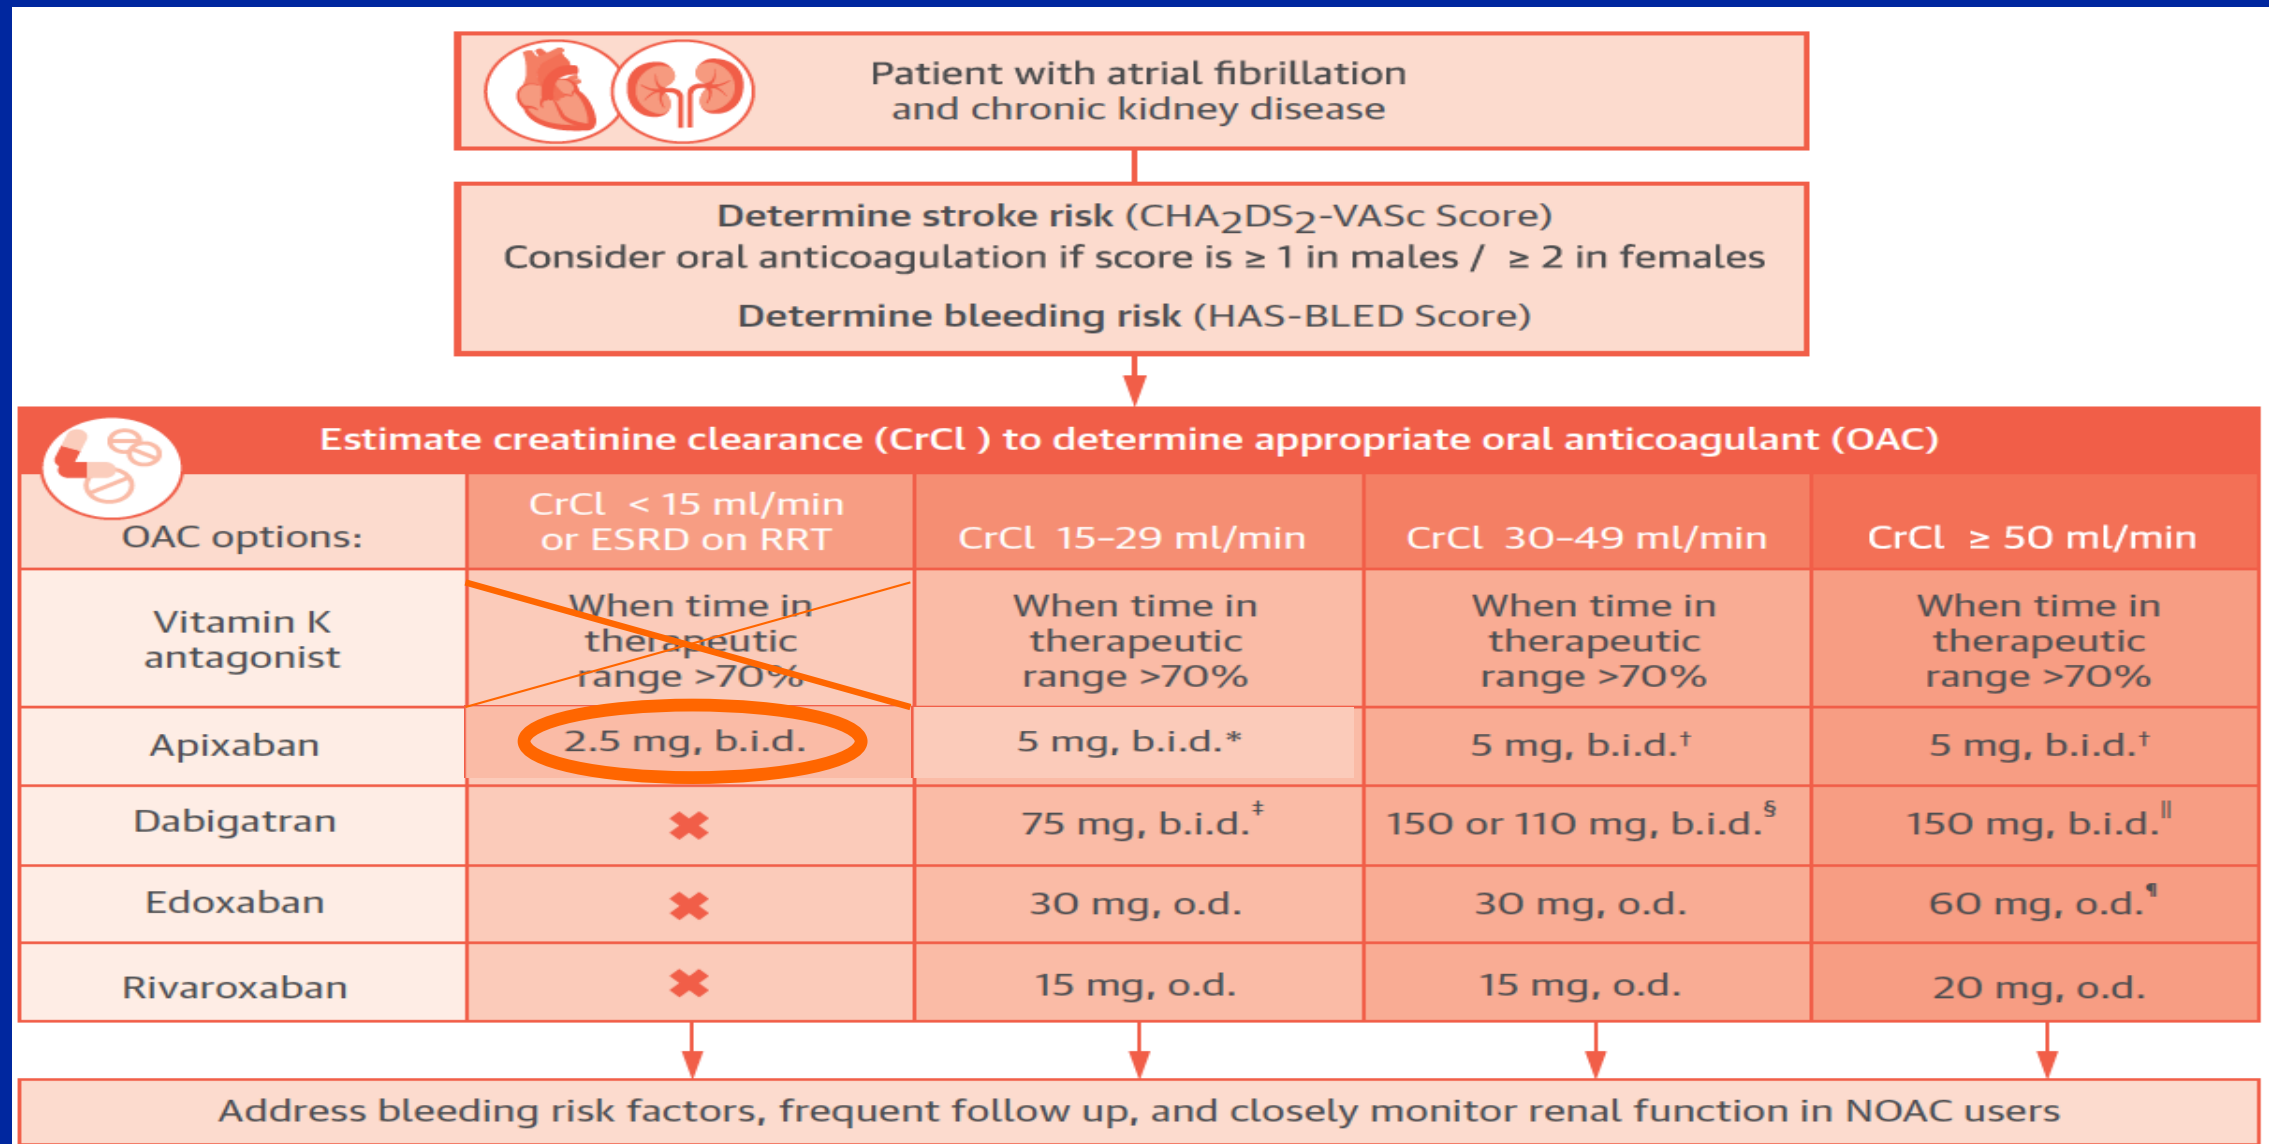 Patient with atrial fibrillation
and chronic kidney disease
Determine stroke risk (CHA₂DS₂-VASc Score)
Consider oral anticoagulation if score is ≥ 1 in males / ≥ 2 in females
Determine bleeding risk (HAS-BLED Score)
Estimate creatinine clearance (CrCl ) to determine appropriate oral anticoagulant (OAC)
OAC options:
CrCl < 15 ml/min
or ESRD on RRT
CrCl 15–29 ml/min
CrCl 30–49 ml/min
CrCl ≥ 50 ml/min
Vitamin K
antagonist
When time in
therapeutic
range >70%
When time in
therapeutic
range >70%
When time in
therapeutic
range >70%
When time in
therapeutic
range >70%
Apixaban
2.5 mg, b.i.d.
5 mg, b.i.d.*
5 mg, b.i.d.†
5 mg, b.i.d.†
Dabigatran
75 mg, b.i.d.‡
150 or 110 mg, b.i.d.§
150 mg, b.i.d.||
Edoxaban
30 mg, o.d.
30 mg, o.d.
60 mg, o.d.¶
Rivaroxaban
15 mg, o.d.
15 mg, o.d.
20 mg, o.d.
Address bleeding risk factors, frequent follow up, and closely monitor renal function in NOAC users